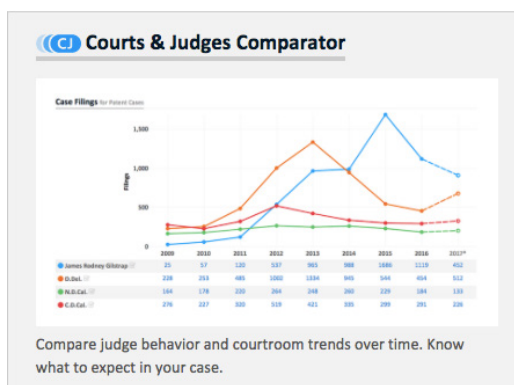 CJ Courts & Judges Comparator
Case Filings for Patent Cases
1,500
1,000
Filings
500
0
2009 2010 2011 2012 2013 2014 2015 2016 2017*
James Rodney Gilstrap 25 57 120 537 965 988 1686 1119 452
D.Del. 228 253 485 1002 1334 945 544 454 512
N.D.Cal. 164 178 220 264 248 260 229 184 133
C.D.Cal. 276 227 320 519 421 335 299 291 226
Compare judge behavior and courtroom trends over time. Know
what to expect in your case.